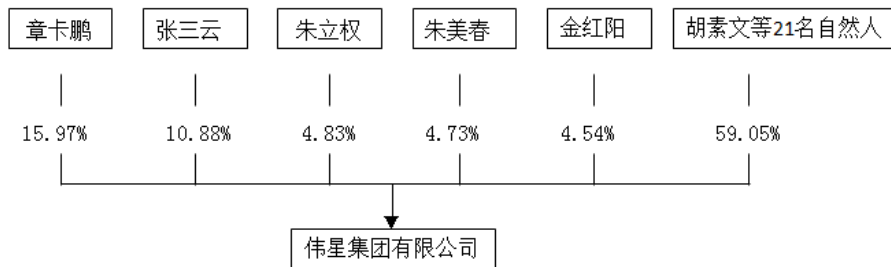 章卡鹏 张三云 朱立权 朱美春 金红阳 胡素文等21名自然人
15.97% 10.88% 4.83% 4.73% 4.54% 59.05%
伟星集团有限公司